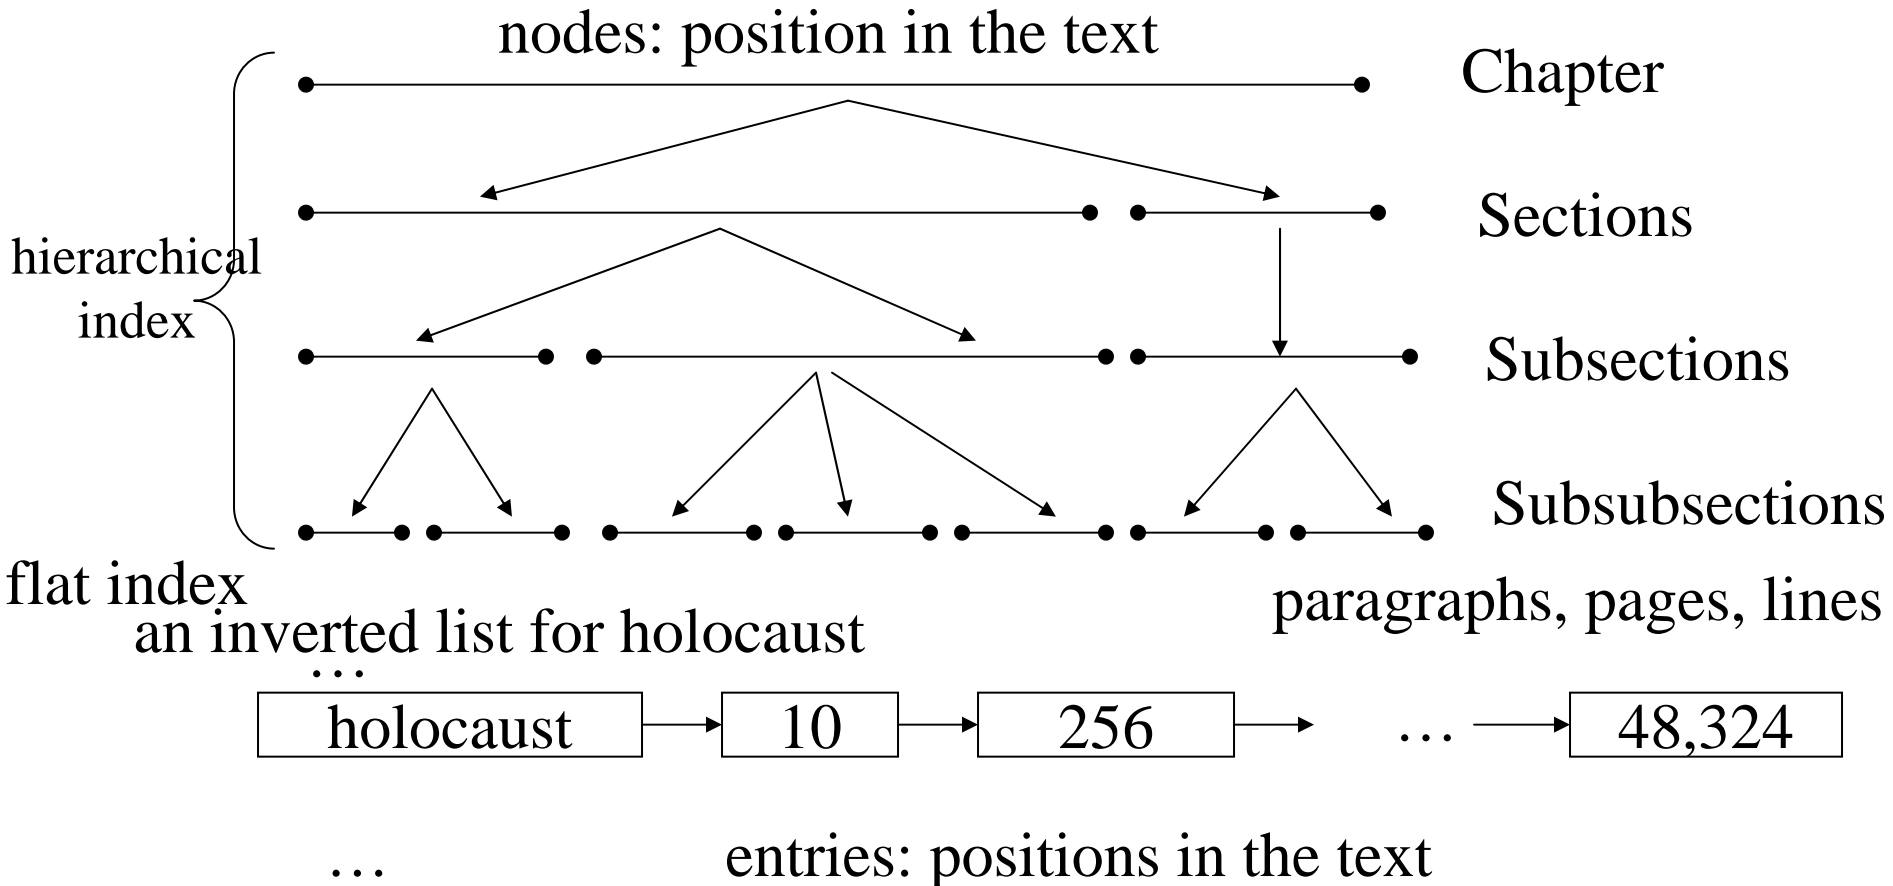 nodes: position in the text
Chapter
Sections
hierarchical
index
Subsections
Subsubsections
flat index
paragraphs, pages, lines
an inverted list for holocaust
…
holocaust 10 256 … 48,324
… entries: positions in the text